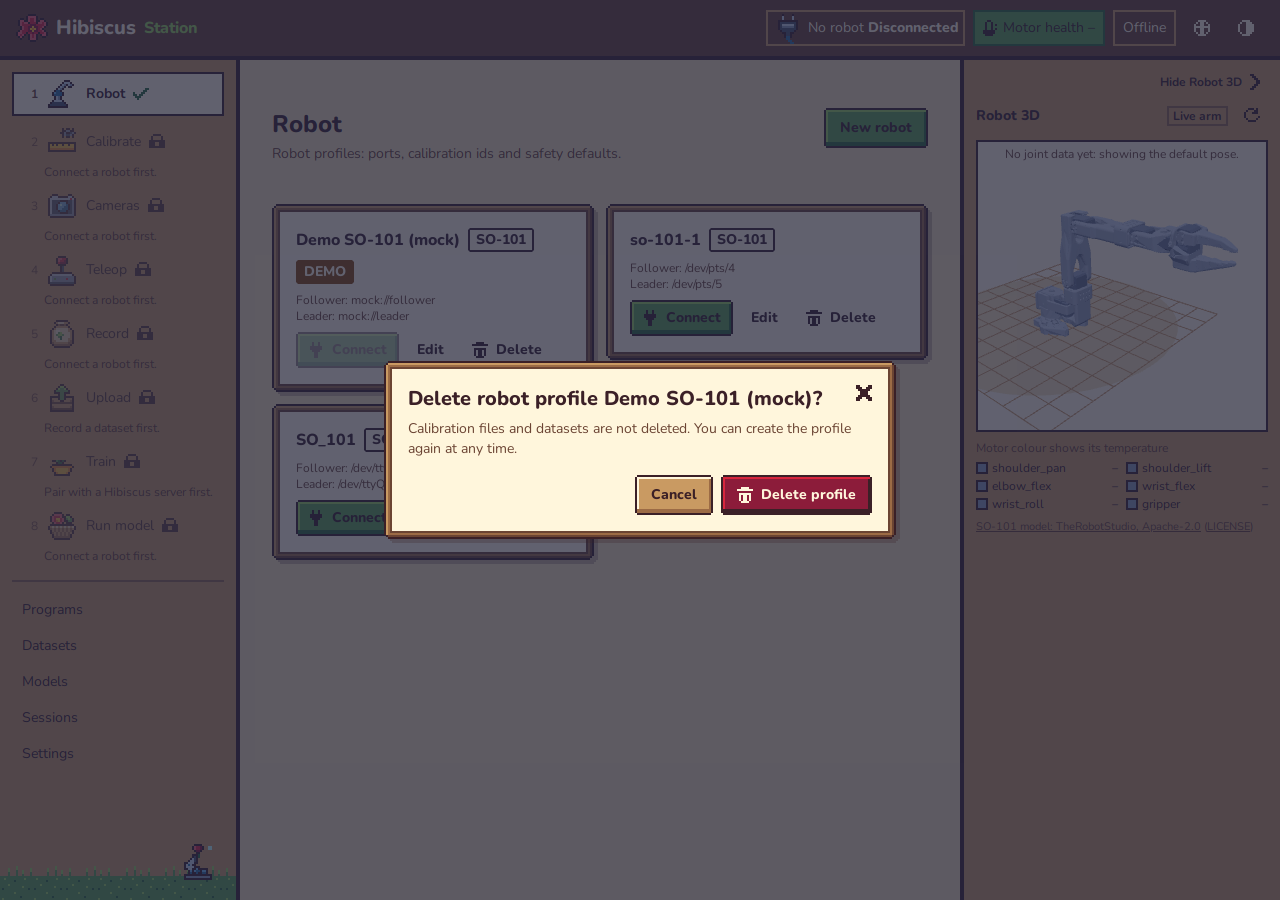 Hibiscus Station
No robot Disconnected
Motor health –
Offline
1 Robot
2 Calibrate
Connect a robot first.
3 Cameras
Connect a robot first.
4 Teleop
Connect a robot first.
5 Record
Connect a robot first.
6 Upload
Record a dataset first.
7 Train
Pair with a Hibiscus server first.
8 Run model
Connect a robot first.
Programs
Datasets
Models
Sessions
Settings
Robot
Robot profiles: ports, calibration ids and safety defaults.
New robot
Demo SO-101 (mock) SO-101
DEMO
Follower: mock://follower
Leader: mock://leader
Connect Edit Delete
so-101-1 SO-101
Follower: /dev/pts/4
Leader: /dev/pts/5
Connect Edit Delete
SO_101
Follower: /dev/tt
Leader: /dev/ttyQ
Connect
Delete robot profile Demo SO-101 (mock)?
Calibration files and datasets are not deleted. You can create the profile
again at any time.
Cancel Delete profile
Hide Robot 3D
Robot 3D Live arm
No joint data yet: showing the default pose.
Motor colour shows its temperature
shoulder_pan – shoulder_lift –
elbow_flex – wrist_flex –
wrist_roll – gripper –
SO-101 model: TheRobotStudio, Apache-2.0 (LICENSE)